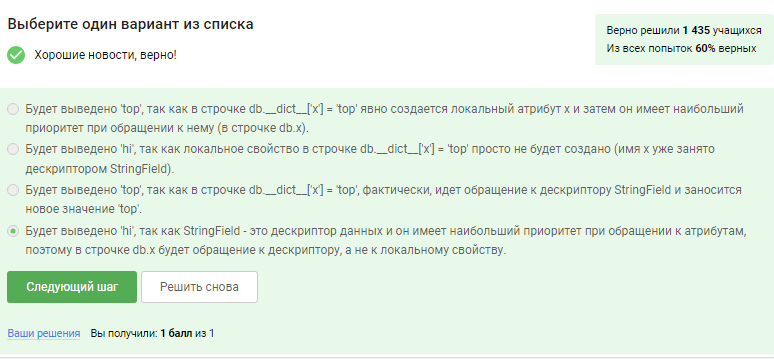 Выберите один вариант из списка
Верно решили 1 435 учащихся
Из всех попыток 60% верных
Хорошие новости, верно!
Будет выведено 'top', так как в строчке db.__dict__['x'] = 'top' явно создается локальный атрибут x и затем он имеет наибольший
приоритет при обращении к нему (в строчке db.x).
Будет выведено 'hi', так как локальное свойство в строчке db.__dict__['x'] = 'top' просто не будет создано (имя x уже занято
дескриптором StringField).
Будет выведено 'top', так как в строчке db.__dict__['x'] = 'top', фактически, идет обращение к дескриптору StringField и заносится
новое значение 'top'.
Будет выведено 'hi', так как StringField - это дескриптор данных и он имеет наибольший приоритет при обращении к атрибутам,
поэтому в строчке db.x будет обращение к дескриптору, а не к локальному свойству.
Следующий шаг
Решить снова
Ваши решения Вы получили: 1 балл из 1